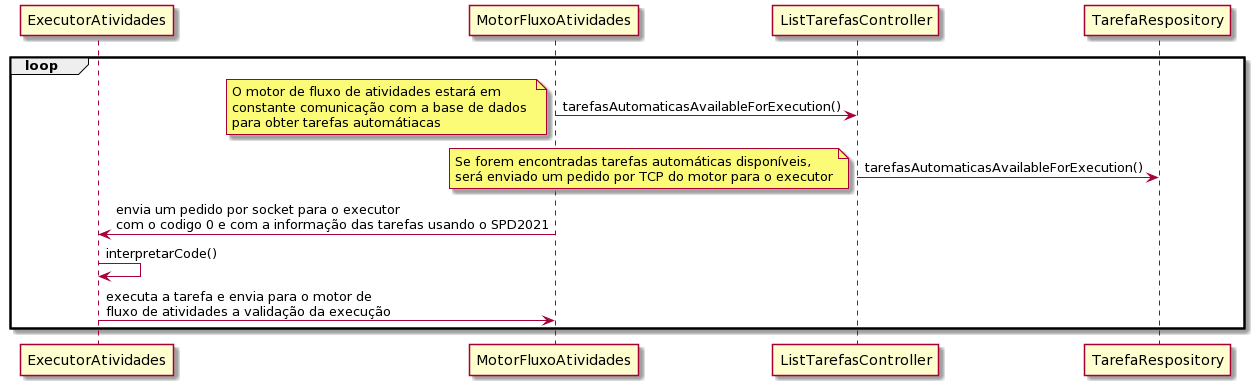 ExecutorAtividades
MotorFluxoAtividades
ListTarefasController
TarefaRespository
loop
O motor de fluxo de atividades estará em
constante comunicação com a base de dados
para obter tarefas automátiacas
tarefasAutomaticasAvailableForExecution()
Se forem encontradas tarefas automáticas disponíveis,
será enviado um pedido por TCP do motor para o executor
tarefasAutomaticasAvailableForExecution()
envia um pedido por socket para o executor
com o codigo 0 e com a informação das tarefas usando o SPD2021
interpretarCode()
executa a tarefa e envia para o motor de
fluxo de atividades a validação da execução
ExecutorAtividades
MotorFluxoAtividades
ListTarefasController
TarefaRespository